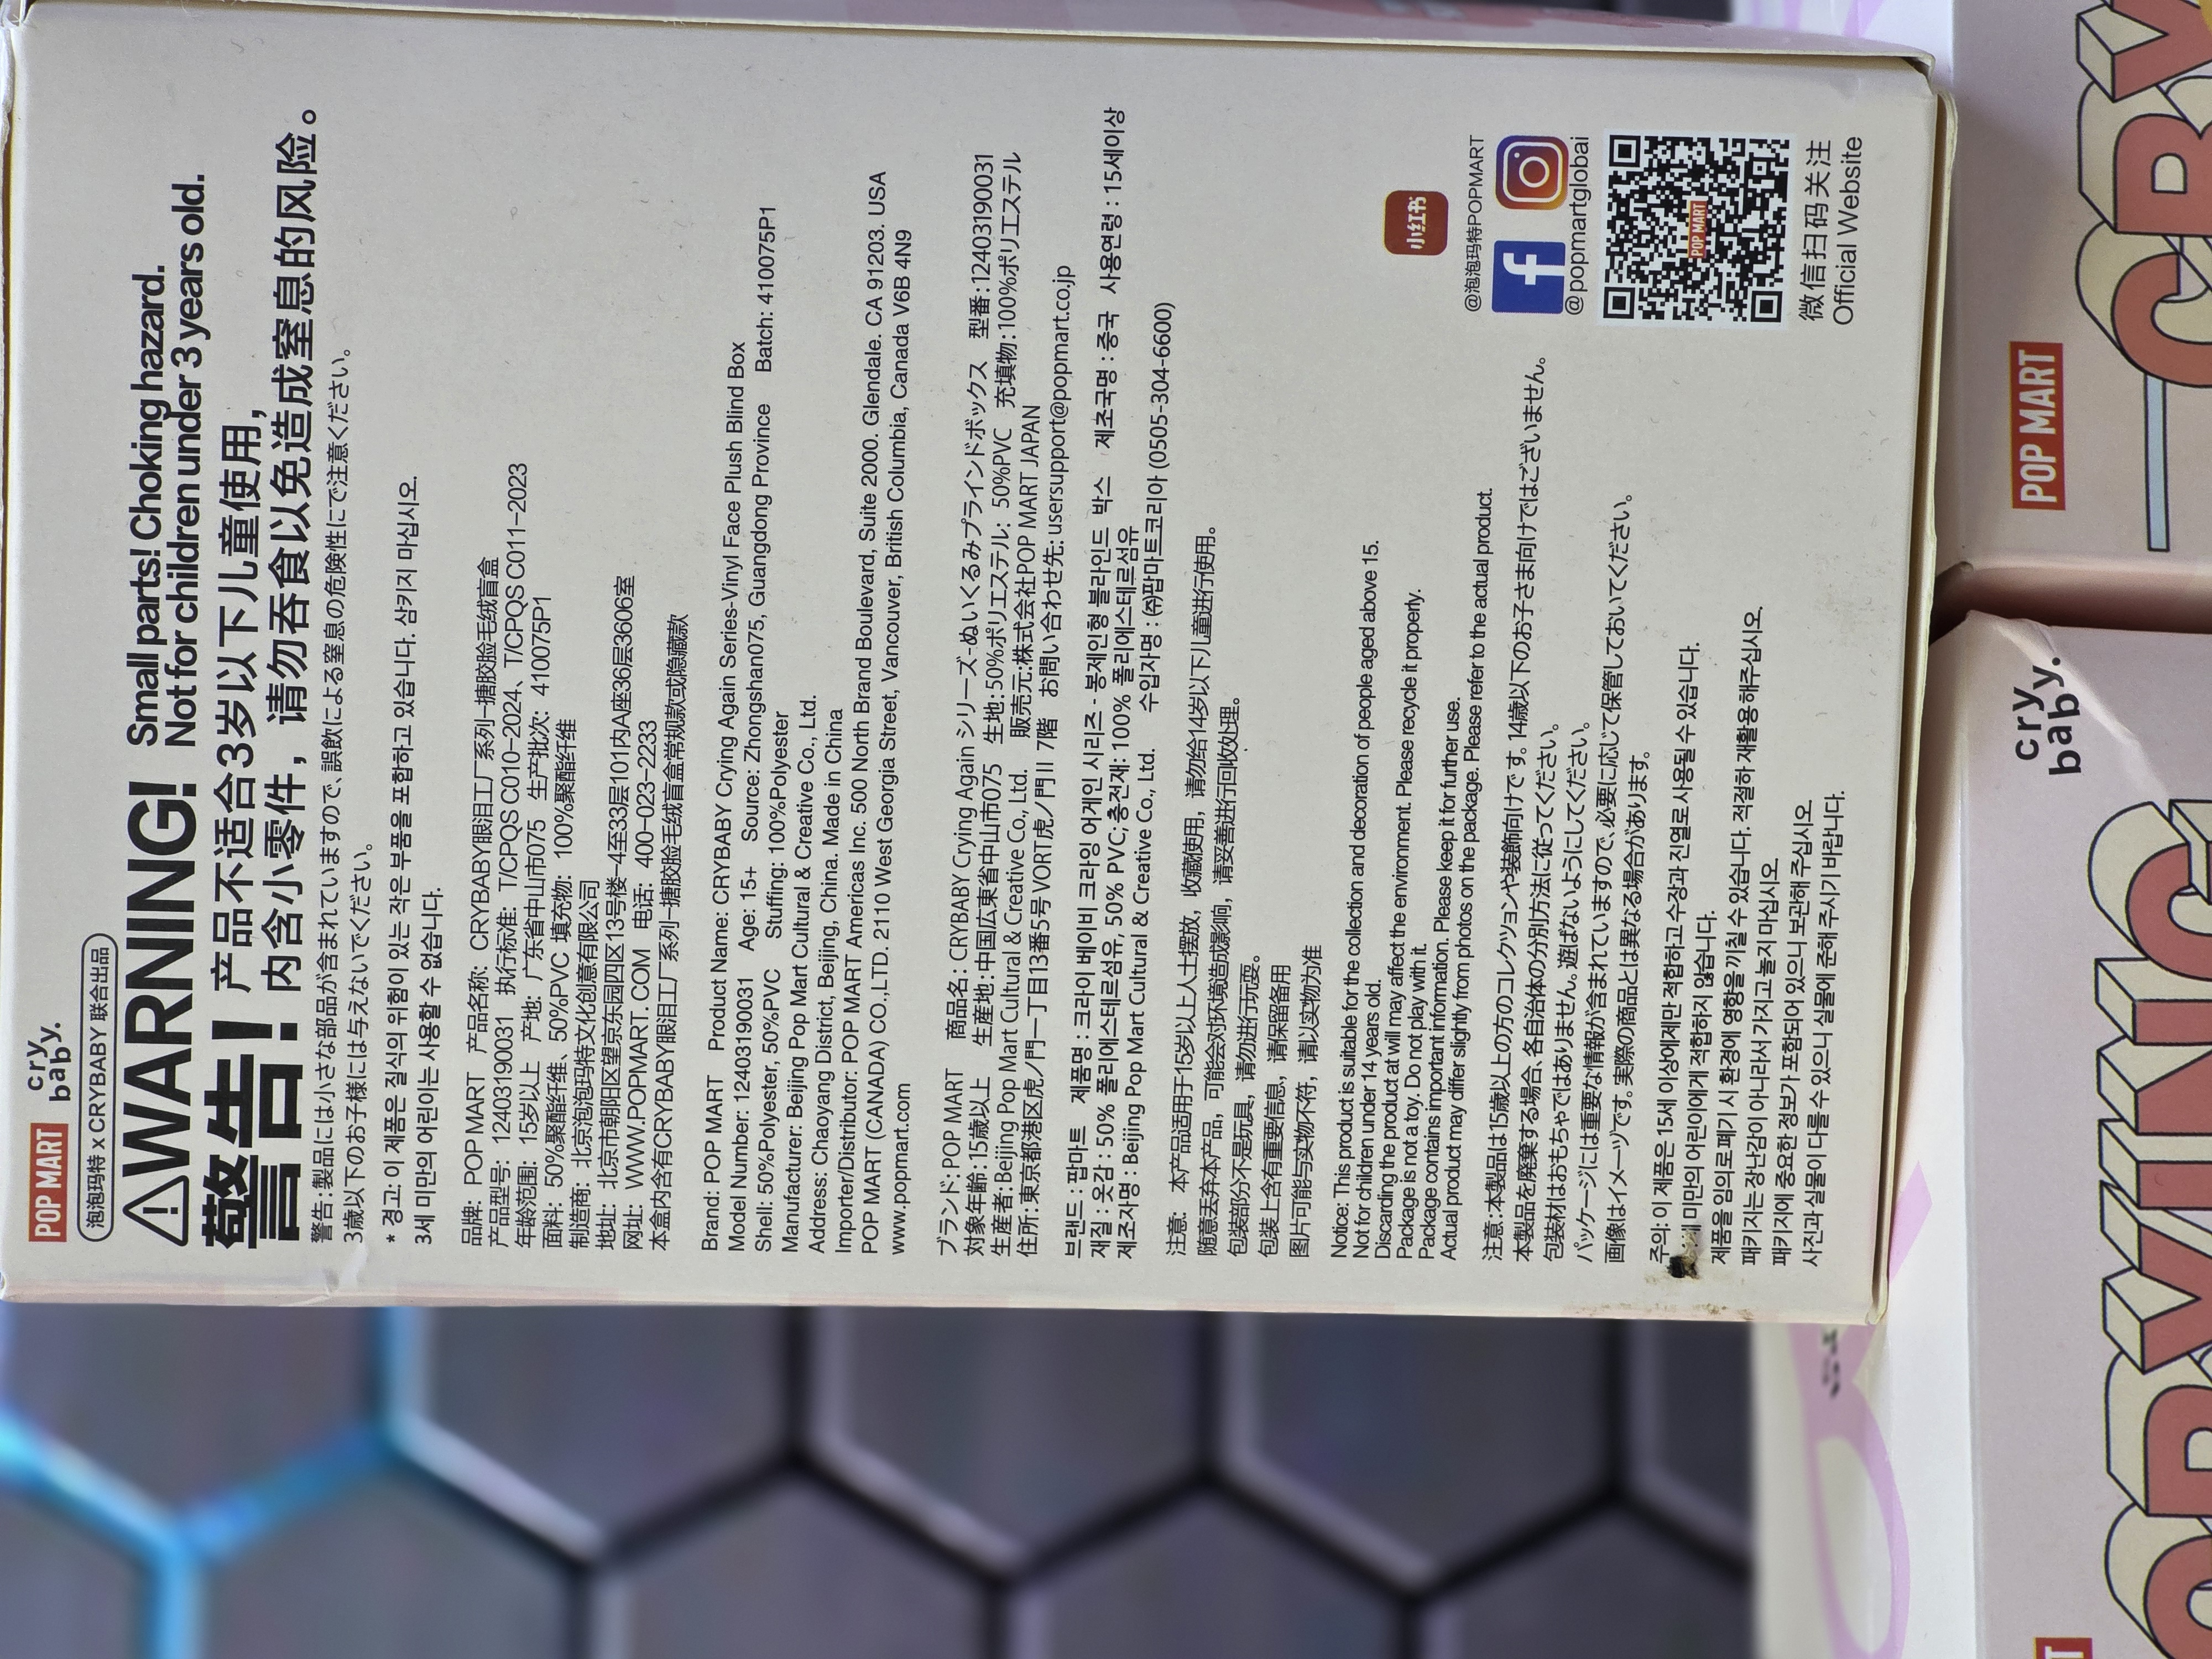 POP MART
cry
baby.
泡泡玛特 x CRYBABY 联合出品
WARNING!
Small parts! Choking hazard.
Not for children under 3 years old.
警告!
产品不适合3岁以下儿童使用,
内含小零件，请勿吞食以免造成窒息的风险。
警告:製品には小さな部品が含まれていますので、誤飲による窒息の危険性にご注意ください。
3歳以下のお子様には与えないでください。
* 경고: 이 제품은 질식의 위험이 있는 작은 부품을 포함하고 있습니다. 삼키지 마십시오.
3세 미만의 어린이는 사용할 수 없습니다.
品牌: POP MART 产品名称: CRYBABY眼泪工厂系列-搪胶脸毛绒盲盒
产品型号: 12403190031 执行标准: T/CPQS C010-2024、T/CPQS C011-2023
年龄范围: 15岁以上 产地: 广东省中山市075 生产批次: 410075P1
面料: 50%聚酯纤维、50%PVC 填充物: 100%聚酯纤维
制造商: 北京泡泡玛特文化创意有限公司
地址: 北京市朝阳区望京东园四区13号楼-4至33层101内A座36层3606室
网址: WWW.POPMART. COM 电话: 400-023-2233
本盒内含有CRYBABY眼泪工厂系列-搪胶脸毛绒盲盒常规款或隐藏款
Brand: POP MART Product Name: CRYBABY Crying Again Series-Vinyl Face Plush Blind Box
Model Number: 12403190031 Age: 15+ Source: Zhongshan075, Guangdong Province Batch: 410075P1
Shell: 50%Polyester, 50%PVC Stuffing: 100%Polyester
Manufacturer: Beijing Pop Mart Cultural & Creative Co., Ltd.
Address: Chaoyang District, Beijing, China. Made in China
Importer/Distributor: POP MART Americas Inc. 500 North Brand Boulevard, Suite 2000. Glendale. CA 91203. USA
POP MART (CANADA) CO.,LTD. 2110 West Georgia Street, Vancouver, British Columbia, Canada V6B 4N9
www.popmart.com
ブランド: POP MART 商品名: CRYBABY Crying Again シリーズ-ぬいぐるみブラインドボックス 型番:12403190031
対象年齢:15歳以上 生産地:中国広東省中山市075 生地:50%ポリエステル; 50%PVC 充填物:100%ポリエステル
生産者:Beijing Pop Mart Cultural & Creative Co., Ltd. 販売元:株式会社POP MART JAPAN
住所:東京都港区虎ノ門一丁目13番5号 VORT虎ノ門Ⅱ 7階 お問い合わせ先: usersupport@popmart.co.jp
브랜드 : 팝마트 제품명 : 크라이 베이비 크라잉 어게인 시리즈 - 봉제인형 블라인드 박스 제조국명 : 중국 사용연령 : 15세이상
재질 : 옷감 : 50% 폴리에스테르섬유, 50% PVC;충전재: 100% 폴리에스테르섬유
제조자명 : Beijing Pop Mart Cultural & Creative Co., Ltd. 수입자명 : ㈜팝마트코리아 (0505-304-6600)
注意: 本产品适用于15岁以上人士摆放，收藏使用，请勿给14岁以下儿童进行使用。
随意丢弃本产品，可能会对环境造成影响，请妥善进行回收处理。
包装部分不是玩具，请勿进行玩耍。
包装上含有重要信息，请保留备用
图片可能与实物不符，请以实物为准
Notice: This product is suitable for the collection and decoration of people aged above 15.
Not for children under 14 years old.
Discarding the product at will may affect the environment. Please recycle it properly.
Package is not a toy. Do not play with it.
Package contains important information. Please keep it for further use.
Actual product may differ slightly from photos on the package. Please refer to the actual product.
注意:本製品は15歳以上の方のコレクションや装飾向けです。14歳以下のお子さま向けではございません。
本製品を廃棄する場合、各自治体の分別方法に従ってください。
包装材はおもちゃではありません。遊ばないようにしてください。
パッケージには重要な情報が含まれていますので、必要に応じて保管しておいてください。
画像はイメージです。実際の商品とは異なる場合があります。
주의: 이 제품은 15세 이상에게만 적합하고 수장과 진열로 사용될 수 있습니다.
미만의 어린이에게 적합하지 않습니다.
제품을 임의로 폐기 시 환경에 영향을 끼칠 수 있습니다. 적절하 재활용 해주십시오.
패키지는 장난감이 아니라서 가지고 놀지 마십시오.
패키지에 중요한 정보가 포함되어 있으니 보관해 주십시오.
사진과 실물이 다를 수 있으니 실물에 준해 주시기 바랍니다.
小红书
@泡泡玛特POPMART
f
@popmartglobal
POP MART
微信扫码关注
Official Website
POP MART
cry
baby.
CRYING